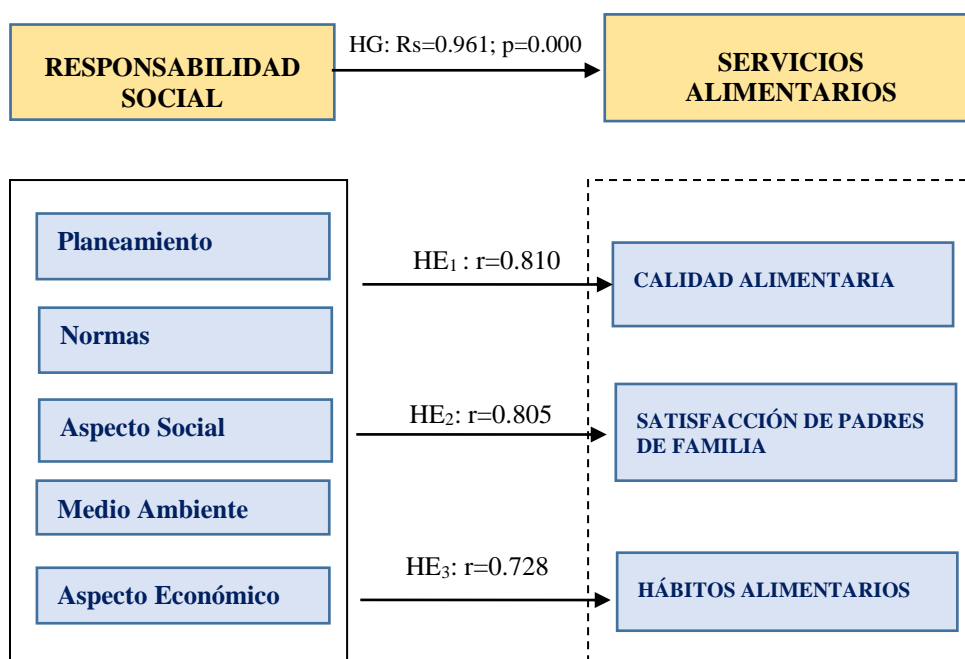 RESPONSABILIDAD
SOCIAL
HG: Rs=0.961; p=0.000
SERVICIOS
ALIMENTARIOS
Planeamiento
Normas
Aspecto Social
Medio Ambiente
Aspecto Económico
HE₁ : r=0.810
HE₂: r=0.805
HE₃: r=0.728
CALIDAD ALIMENTARIA
SATISFACCIÓN DE PADRES
DE FAMILIA
HÁBITOS ALIMENTARIOS